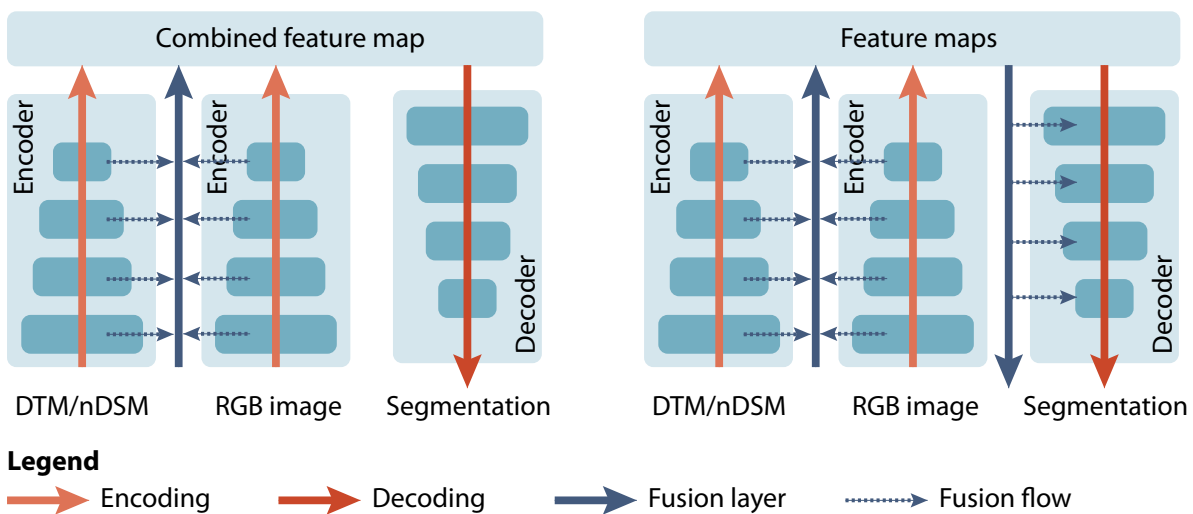 Combined feature map
Encoder
Encoder
Decoder
DTM/nDSM
RGB image
Segmentation
Feature maps
Encoder
Encoder
Decoder
DTM/nDSM
RGB image
Segmentation
Legend
Encoding
Decoding
Fusion layer
Fusion flow